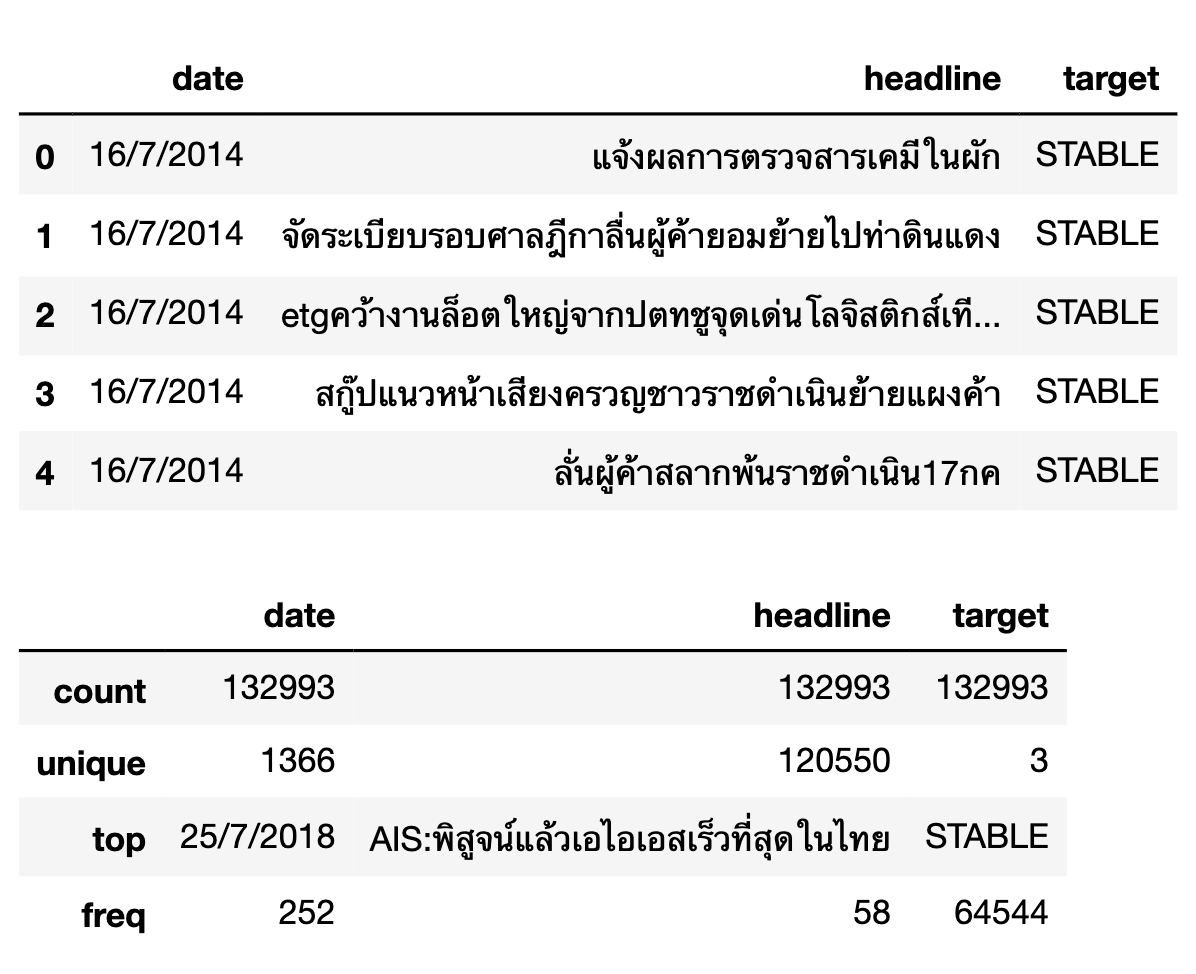 date headline target
0 16/7/2014 แจ้งผลการตรวจสารเคมีในผัก STABLE
1 16/7/2014 จัดระเบียบรอบศาลฎีกาลื่นผู้ค้ายอมย้ายไปท่าดินแดง STABLE
2 16/7/2014 etgคว้างานล็อตใหญ่จากปตทชูจุดเด่นโลจิสติกส์เที... STABLE
3 16/7/2014 สกู๊ปแนวหน้าเสียงครวญชาวราชดำเนินย้ายแผงค้า STABLE
4 16/7/2014 ลั่นผู้ค้าสลากพ้นราชดำเนิน17กค STABLE
date headline target
count 132993 132993 132993
unique 1366 120550 3
top 25/7/2018 AIS:พิสูจน์แล้วเอไอเอสเร็วที่สุดในไทย STABLE
freq 252 58 64544